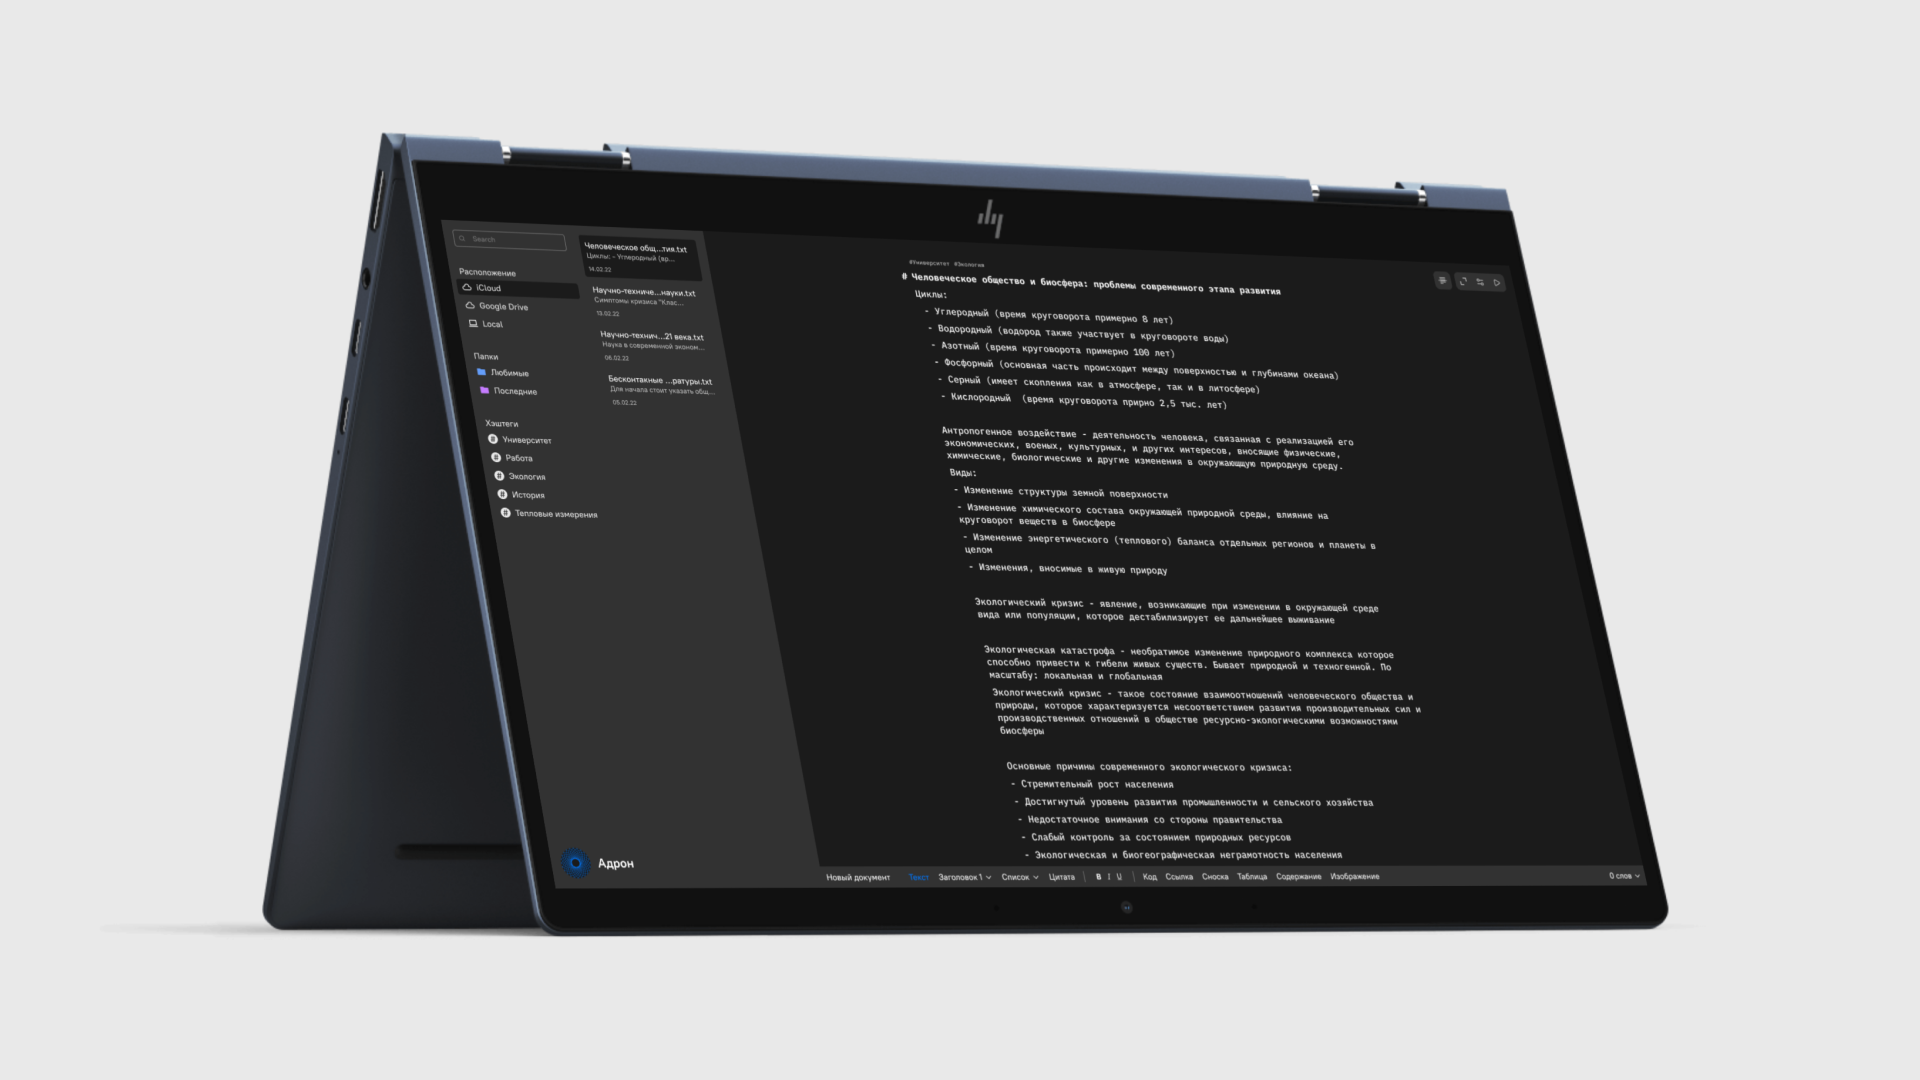 Search
Расположение
iCloud
Google Drive
Local
Папки
Любимые
Последние
Хэштеги
Университет
Работа
Экология
История
Тепловые измерения
Адрон
Человеческое общ...тия.txt
Циклы: - Углеродный (вр...
14.02.22
Научно-техниче...науки.txt
Симптомы кризиса "Клас...
13.02.22
Научно-технич...21 века.txt
Наука в современной эконом...
06.02.22
Бесконтакные ...ратуры.txt
Для начала стоит указать общ...
05.02.22
#Университет #Экология
# Человеческое общество и биосфера: проблемы современного этапа развития
Циклы:
- Углеродный (время круговорота примерно 8 лет)
- Водородный (водород также участвует в круговороте воды)
- Азотный (время круговорота примерно 100 лет)
- Фосфорный (основная часть происходит между поверхностью и глубинами океана)
- Серный (имеет скопления как в атмосфере, так и в литосфере)
- Кислородный (время круговорота прирно 2,5 тыс. лет)
Антропогенное воздействие - деятельность человека, связанная с реализацией его
экономических, военых, культурных, и других интересов, вносящие физические,
химические, биологические и другие изменения в окружающщую природную среду.
Виды:
- Изменение структуры земной поверхности
- Изменение химического состава окружающей природной среды, влияние на
круговорот веществ в биосфере
- Изменение энергетического (теплового) баланса отдельных регионов и планеты в
целом
- Изменения, вносимые в живую природу
Экологический кризис - явление, возникающие при изменении в окружающей среде
вида или популяции, которое дестабилизирует ее дальнейшее выживание
Экологическая катастрофа - необратимое изменение природного комплекса которое
способно привести к гибели живых существ. Бывает природной и техногенной. По
масштабу: локальная и глобальная
Экологический кризис - такое состояние взаимоотношений человеческого общества и
природы, которое характеризуется несоответствием развития производительных сил и
производственных отношений в обществе ресурсно-экологическими возможностями
биосферы
Основные причины современного экологического кризиса:
- Стремительный рост населения
- Достигнутый уровень развития промышленности и сельского хозяйства
- Недостаточное внимания со стороны правительства
- Слабый контроль за состоянием природных ресурсов
- Экологическая и биогеографическая неграмотность населения
Новый документ Текст Заголовок 1 Список Цитата B I U Код Ссылка Сноска Таблица Содержание Изображение 0 слов